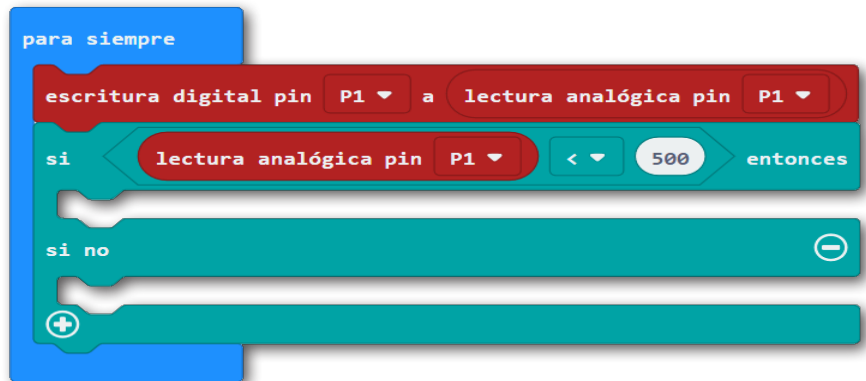 para siempre
escritura digital pin P1 a lectura analógica pin P1
si lectura analógica pin P1 < 500 entonces
si no